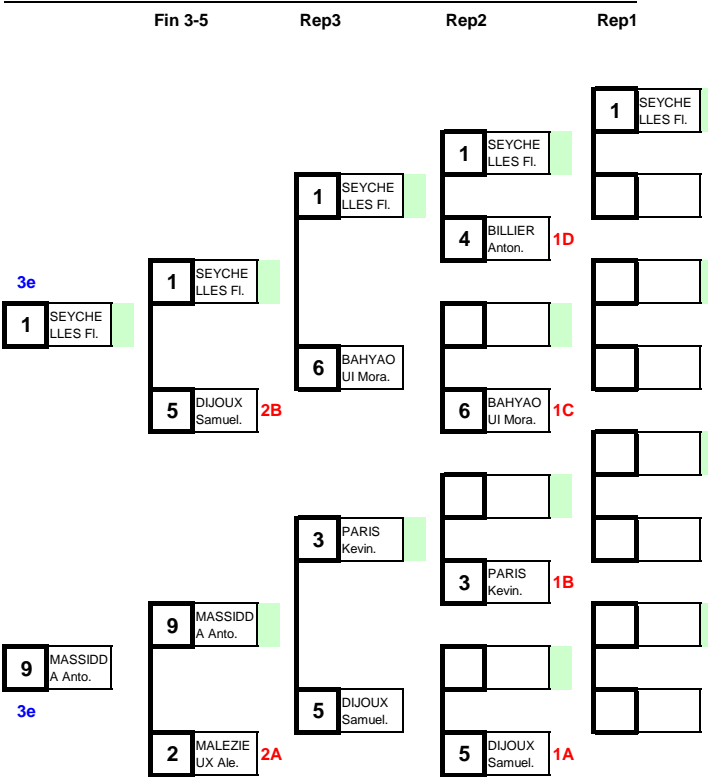 Fin 3-5 Rep3 Rep2 Rep1
1 SEYCHE
LLES Fl.
1 SEYCHE
LLES Fl.
1 SEYCHE
LLES Fl.
4 BILLIER
Anton. 1D
1 SEYCHE
LLES Fl.
3e
1 SEYCHE
LLES Fl.
6 BAHYAO
UI Mora.
5 DIJOUX
Samuel. 2B
6 BAHYAO
UI Mora. 1C
3 PARIS
Kevin.
3 PARIS
Kevin. 1B
9 MASSIDD
A Anto.
9 MASSIDD
A Anto.
3e
5 DIJOUX
Samuel.
2 MALEZIE
UX Ale. 2A
5 DIJOUX
Samuel. 1A